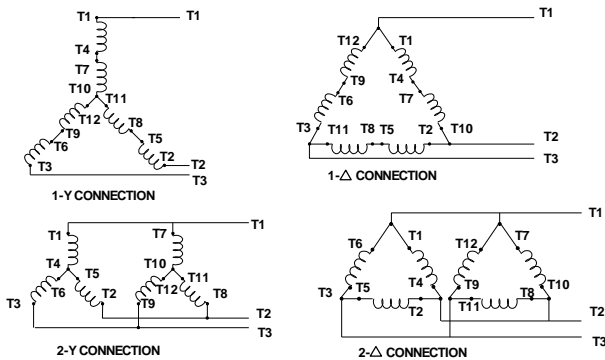 T1 T1
T4
T7
T10 T11
T12
T9 T8
T6 T5
T3 T2 T2
T3
1-Y CONNECTION
T1
T12 T1
T9 T4
T6 T7
T3 T11 T8 T5 T2 T10 T2
T3
1-△ CONNECTION
T1
T1 T7
T4 T5 T10 T11
T6 T12
T3 T2 T9 T8 T2
T3
2-Y CONNECTION
T1
T6 T1 T12 T7
T3 T5 T4 T9 T8 T10
T2 T11 T2
T3
2-△ CONNECTION